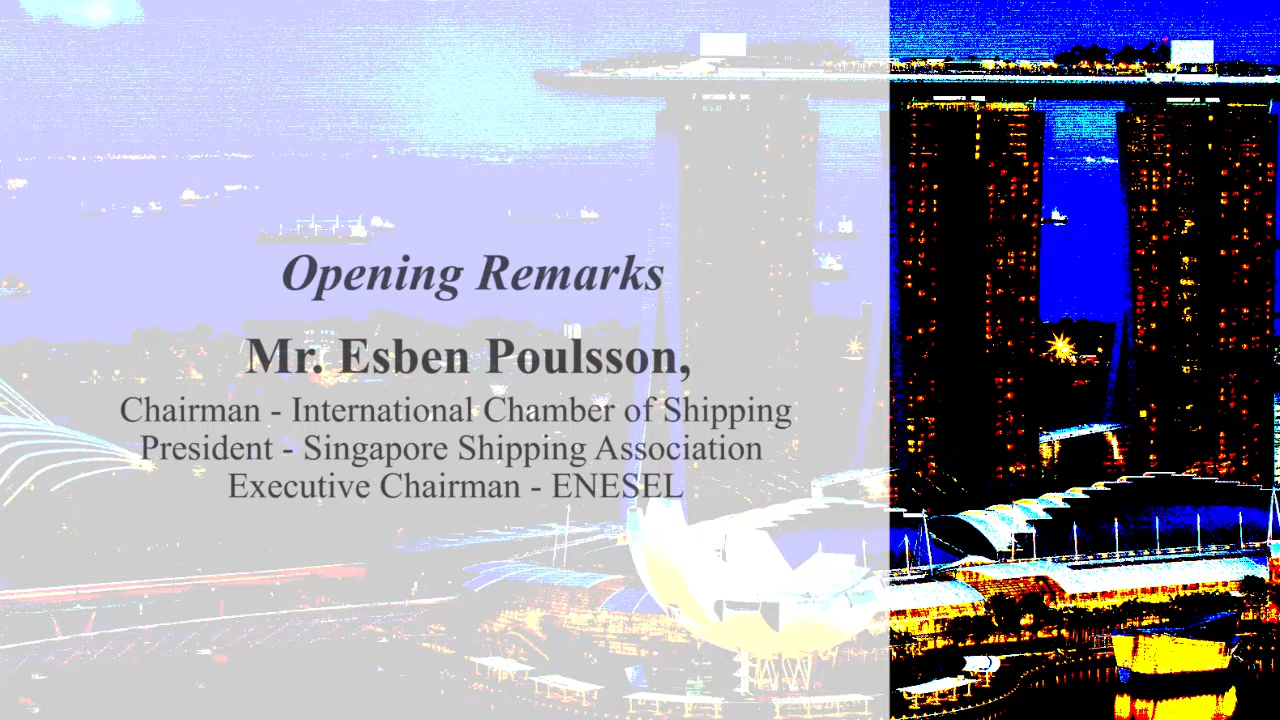 Opening Remarks
Mr. Esben Poulsson,
Chairman - International Chamber of Shipping
President - Singapore Shipping Association
Executive Chairman - ENESEL